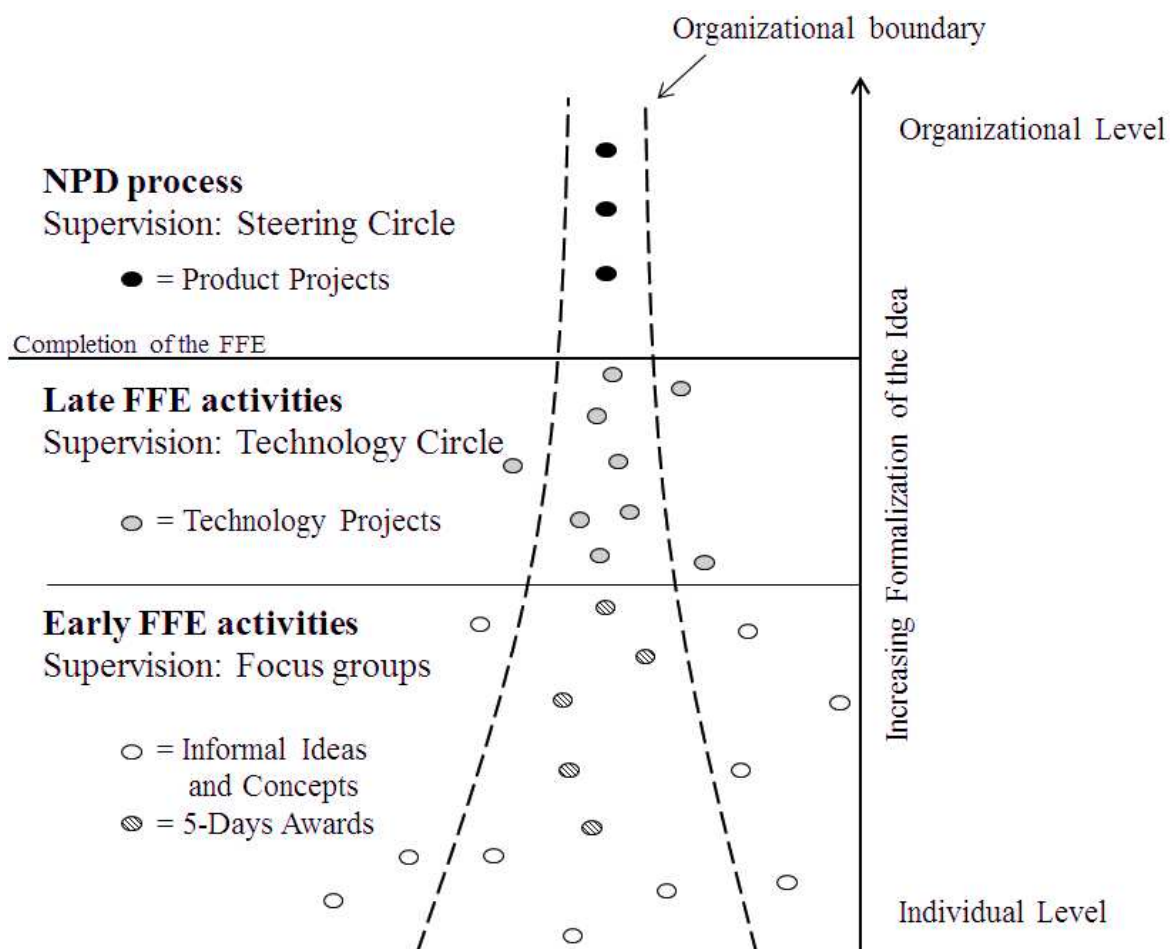 Organizational boundary
Organizational Level
NPD process
Supervision: Steering Circle
= Product Projects
Completion of the FFE
Late FFE activities
Supervision: Technology Circle
= Technology Projects
Increasing Formalization of the Idea
Early FFE activities
Supervision: Focus groups
= Informal Ideas
and Concepts
= 5-Days Awards
Individual Level